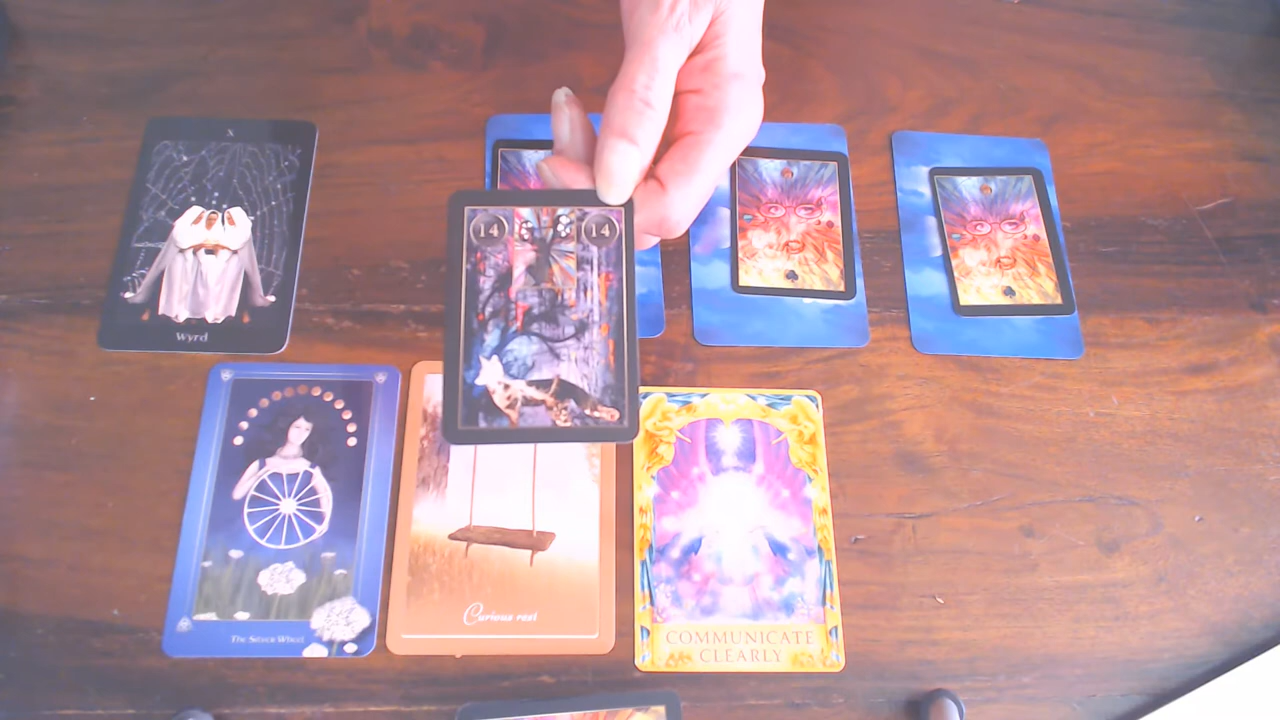 X
Wyrd
14 14
The Silver Wheel
Curious rest
COMMUNICATE
CLEARLY